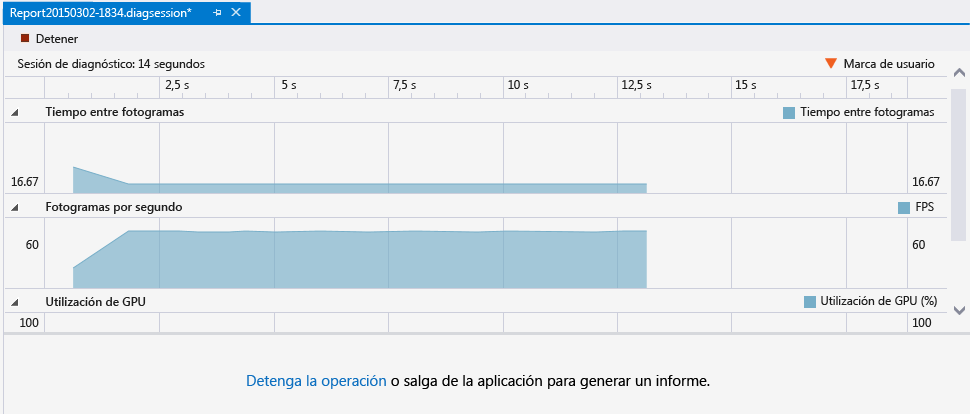 Report20150302-1834.diagsession*
Detener
Sesión de diagnóstico: 14 segundos Marca de usuario
2,5 s 5 s 7,5 s 10 s 12,5 s 15 s 17,5 s
Tiempo entre fotogramas Tiempo entre fotogramas
16.67 16.67
Fotogramas por segundo FPS
60 60
Utilización de GPU Utilización de GPU (%)
100 100
Detenga la operación o salga de la aplicación para generar un informe.